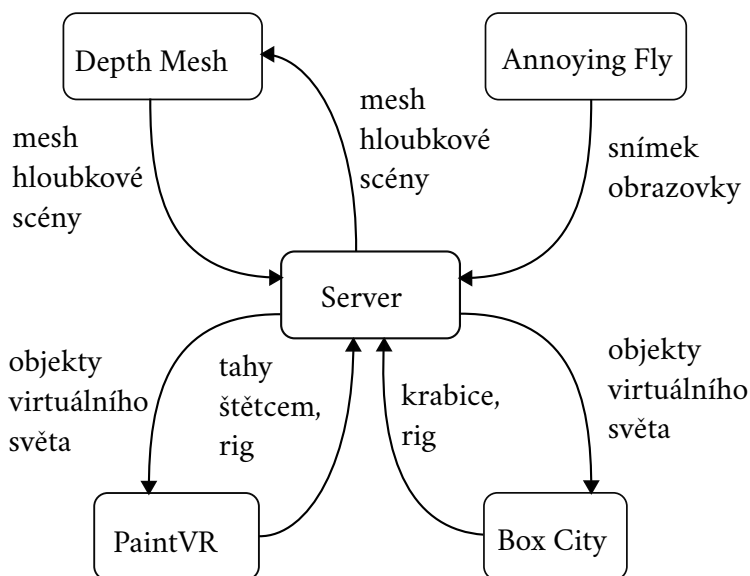 Depth Mesh
Annoying Fly
mesh
hloubkové
scény
mesh
hloubkové
scény
snímek
obrazovky
Server
objekty
virtuálního
světa
tahy
štětcem,
rig
krabice,
rig
objekty
virtuálního
světa
PaintVR
Box City